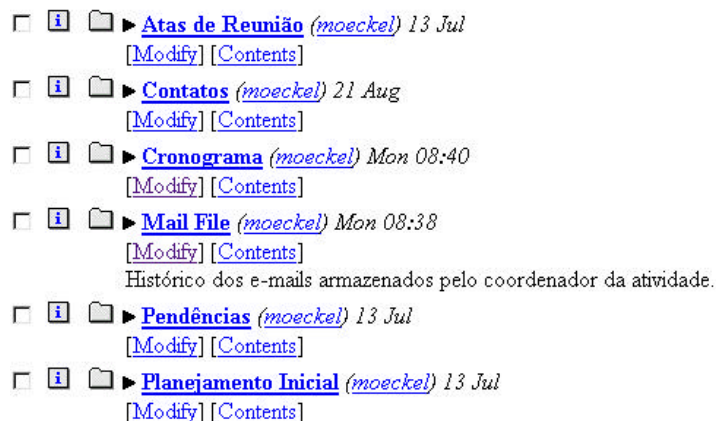 i Atas de Reunião (moeckel) 13 Jul
[Modify] [Contents]
i Contatos (moeckel) 21 Aug
[Modify] [Contents]
i Cronograma (moeckel) Mon 08:40
[Modify] [Contents]
i Mail File (moeckel) Mon 08:38
[Modify] [Contents]
Histórico dos e-mails armazenados pelo coordenador da atividade.
i Pendências (moeckel) 13 Jul
[Modify] [Contents]
i Planejamento Inicial (moeckel) 13 Jul
[Modify] [Contents]